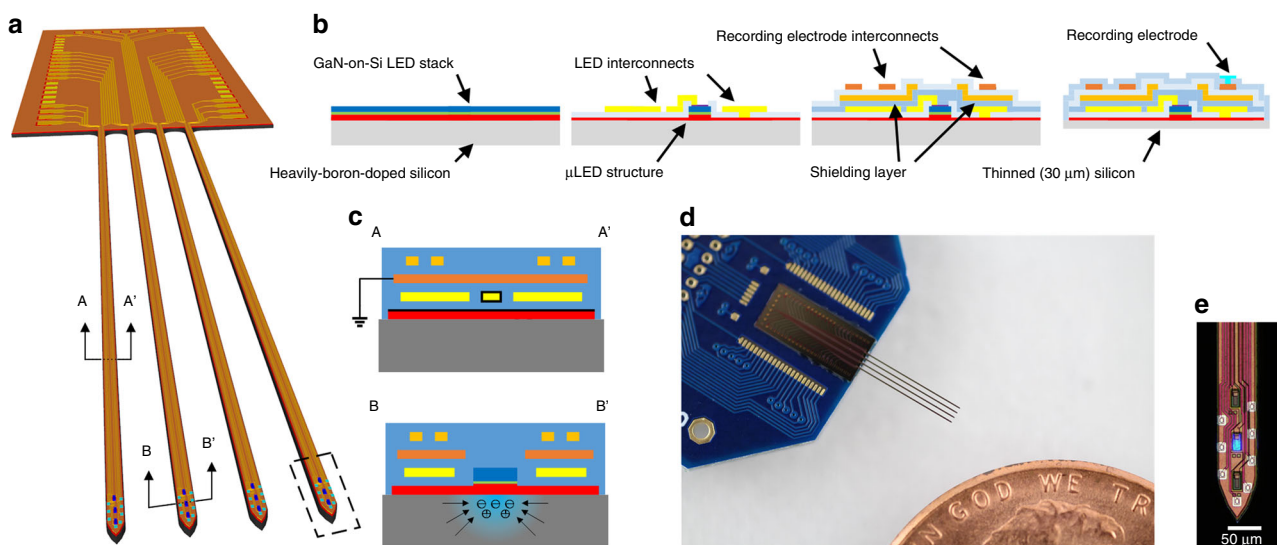 a
b
GaN-on-Si LED stack
LED interconnects
Recording electrode interconnects
Recording electrode
Heavily-boron-doped silicon
μLED structure
Shielding layer
Thinned (30 μm) silicon
A
A'
B
B'
c
A
A'
B
B'
d
N GOD WE TR
e
50 μm